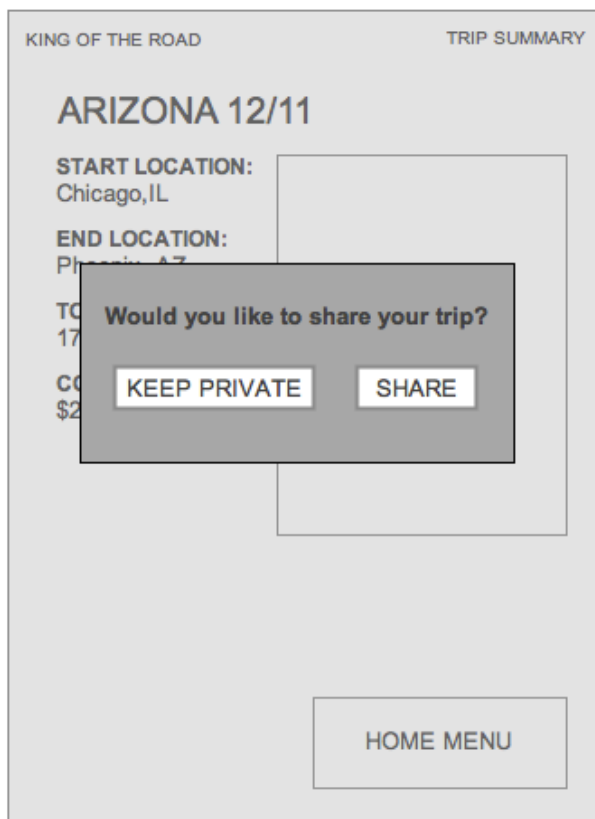 KING OF THE ROAD
TRIP SUMMARY
ARIZONA 12/11
START LOCATION:
Chicago,IL
END LOCATION:
Would you like to share your trip?
KEEP PRIVATE
SHARE
HOME MENU